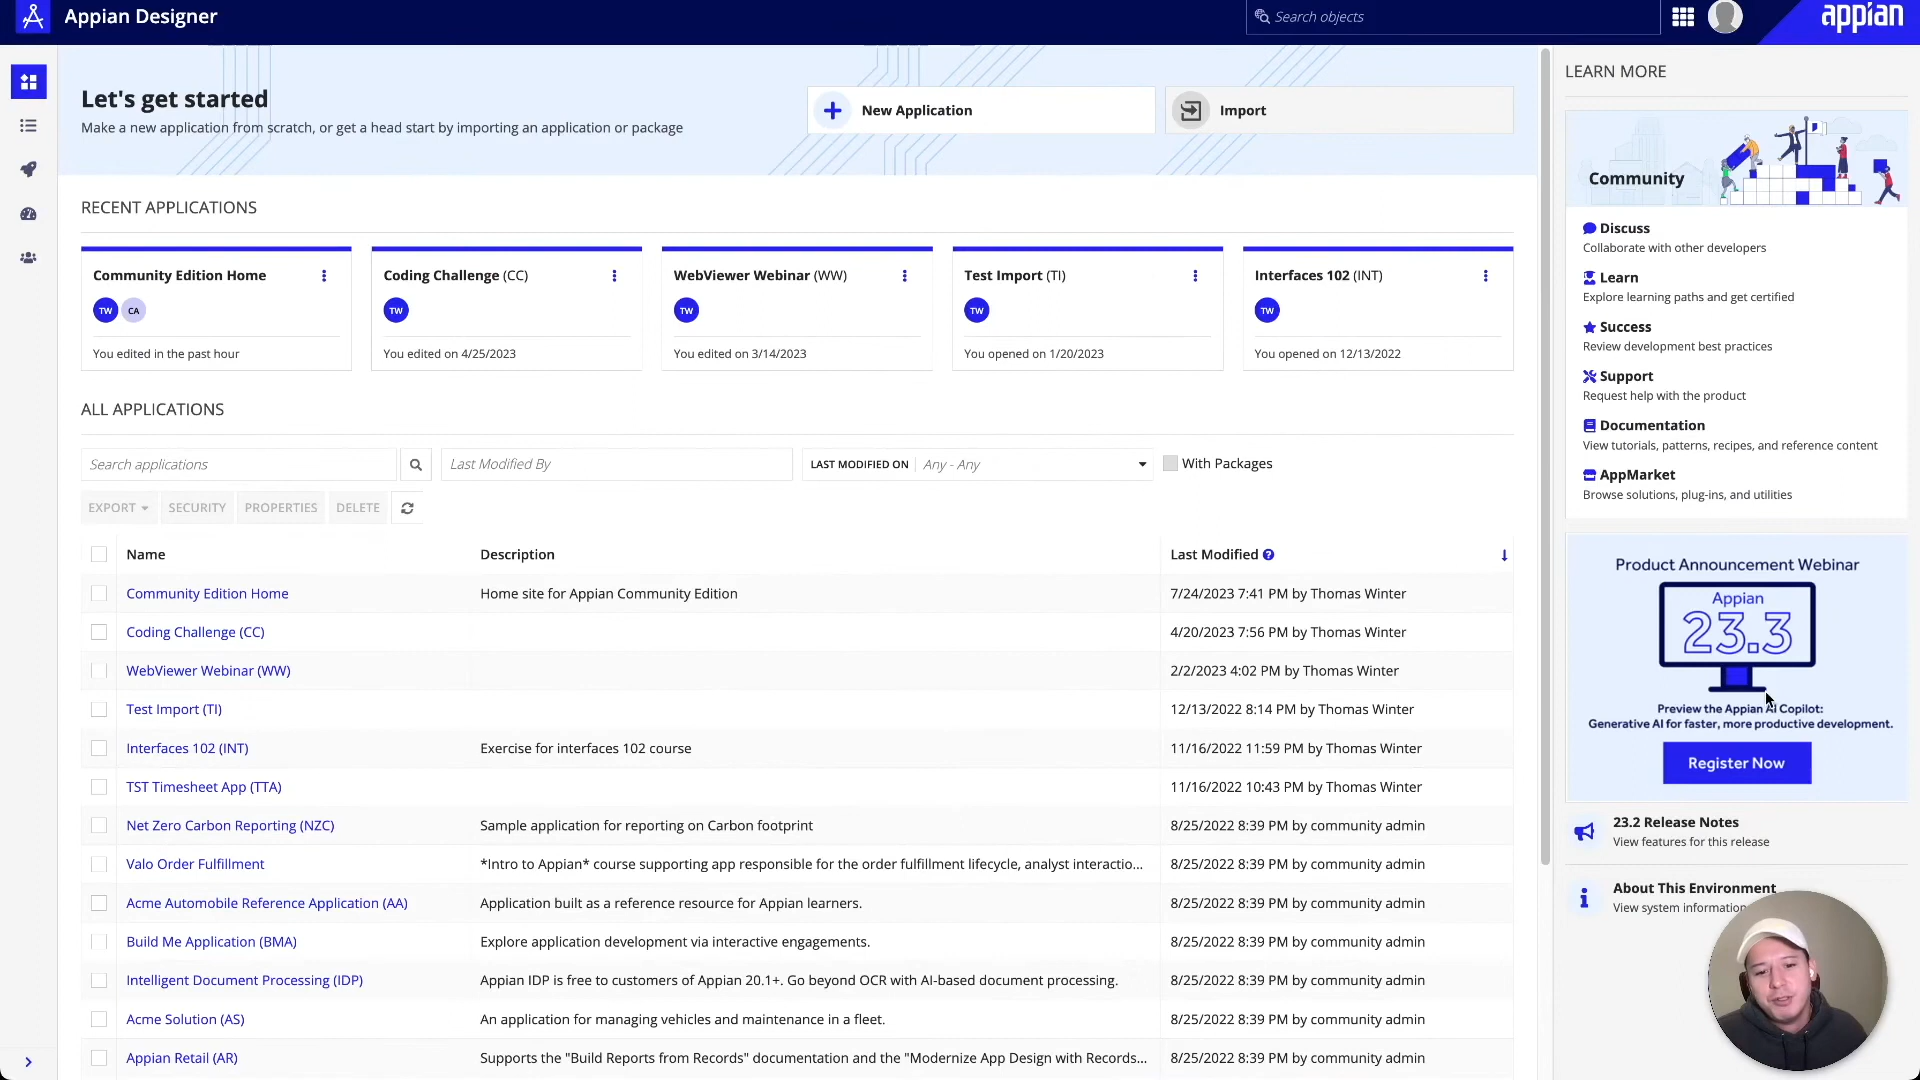 Appian Designer
Search objects
appian
Let's get started
Make a new application from scratch, or get a head start by importing an application or package
New Application
Import
RECENT APPLICATIONS
Community Edition Home
TW CA
You edited in the past hour
Coding Challenge (CC)
TW
You edited on 4/25/2023
WebViewer Webinar (WW)
TW
You edited on 3/14/2023
Test Import (TI)
TW
You opened on 1/20/2023
Interfaces 102 (INT)
TW
You opened on 12/13/2022
ALL APPLICATIONS
Search applications
Last Modified By
LAST MODIFIED ON Any - Any
With Packages
EXPORT SECURITY PROPERTIES DELETE
Name Description Last Modified
Community Edition Home Home site for Appian Community Edition 7/24/2023 7:41 PM by Thomas Winter
Coding Challenge (CC) 4/20/2023 7:56 PM by Thomas Winter
WebViewer Webinar (WW) 2/2/2023 4:02 PM by Thomas Winter
Test Import (TI) 12/13/2022 8:14 PM by Thomas Winter
Interfaces 102 (INT) Exercise for interfaces 102 course 11/16/2022 11:59 PM by Thomas Winter
TST Timesheet App (TTA) 11/16/2022 10:43 PM by Thomas Winter
Net Zero Carbon Reporting (NZC) Sample application for reporting on Carbon footprint 8/25/2022 8:39 PM by community admin
Valo Order Fulfillment *Intro to Appian* course supporting app responsible for the order fulfillment lifecycle, analyst interactio... 8/25/2022 8:39 PM by community admin
Acme Automobile Reference Application (AA) Application built as a reference resource for Appian learners. 8/25/2022 8:39 PM by community admin
Build Me Application (BMA) Explore application development via interactive engagements. 8/25/2022 8:39 PM by community admin
Intelligent Document Processing (IDP) Appian IDP is free to customers of Appian 20.1+. Go beyond OCR with AI-based document processing. 8/25/2022 8:39 PM by community admin
Acme Solution (AS) An application for managing vehicles and maintenance in a fleet. 8/25/2022 8:39 PM by community admin
Appian Retail (AR) Supports the "Build Reports from Records" documentation and the "Modernize App Design with Records... 8/25/2022 8:39 PM by community admin
LEARN MORE
Community
Discuss
Collaborate with other developers
Learn
Explore learning paths and get certified
Success
Review development best practices
Support
Request help with the product
Documentation
View tutorials, patterns, recipes, and reference content
AppMarket
Browse solutions, plug-ins, and utilities
Product Announcement Webinar
Appian
23.3
Preview the Appian AI Copilot:
Generative AI for faster, more productive development.
Register Now
23.2 Release Notes
View features for this release
About This Environment
View system information